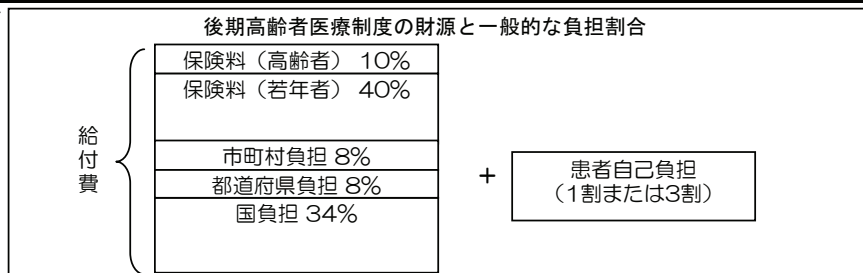 後期高齢者医療制度の財源と一般的な負担割合
保険料（高齢者） 10%
保険料（若年者） 40%
給付費
市町村負担 8%
都道府県負担 8%
国負担 34%
+
患者自己負担
（1割または3割）